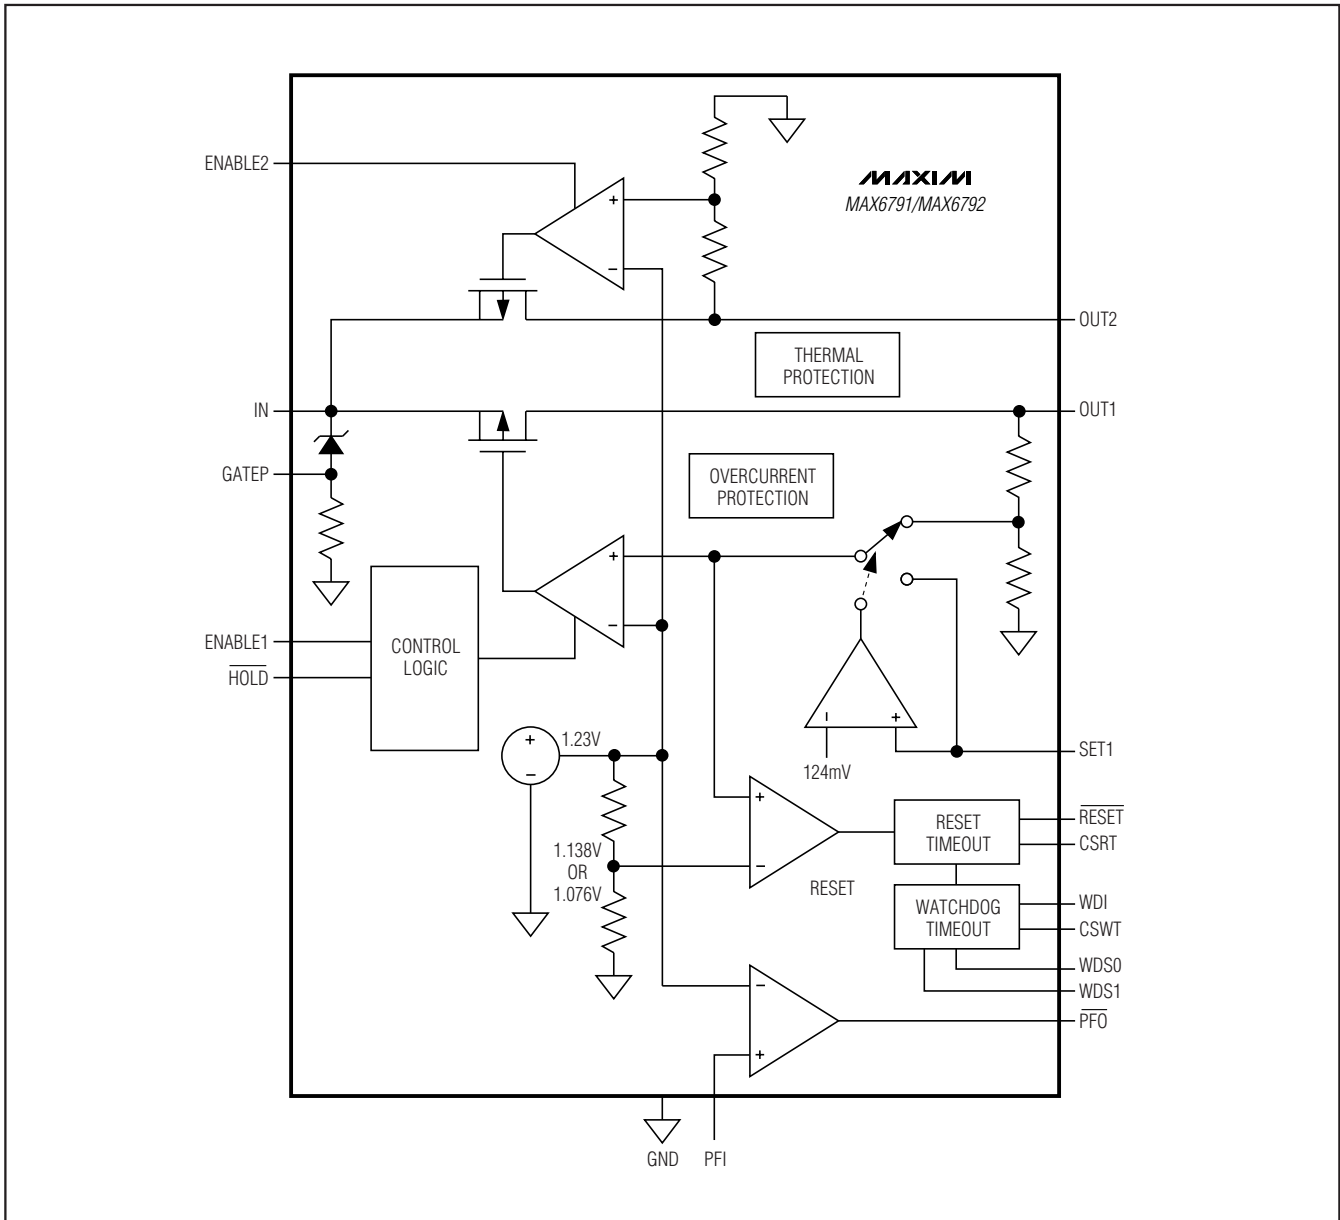 ENABLE2
MAXIM
MAX6791/MAX6792
+
−
OUT2
THERMAL
PROTECTION
IN
OUT1
GATEP
OVERCURRENT
PROTECTION
+
−
ENABLE1
HOLD
CONTROL
LOGIC
+
−
1.23V
− +
124mV
SET1
1.138V
OR
1.076V
+
−
RESET
RESET
TIMEOUT
RESET
CSRT
WATCHDOG
TIMEOUT
WDI
CSWT
WDS0
WDS1
−
+
PFO
GND
PFI